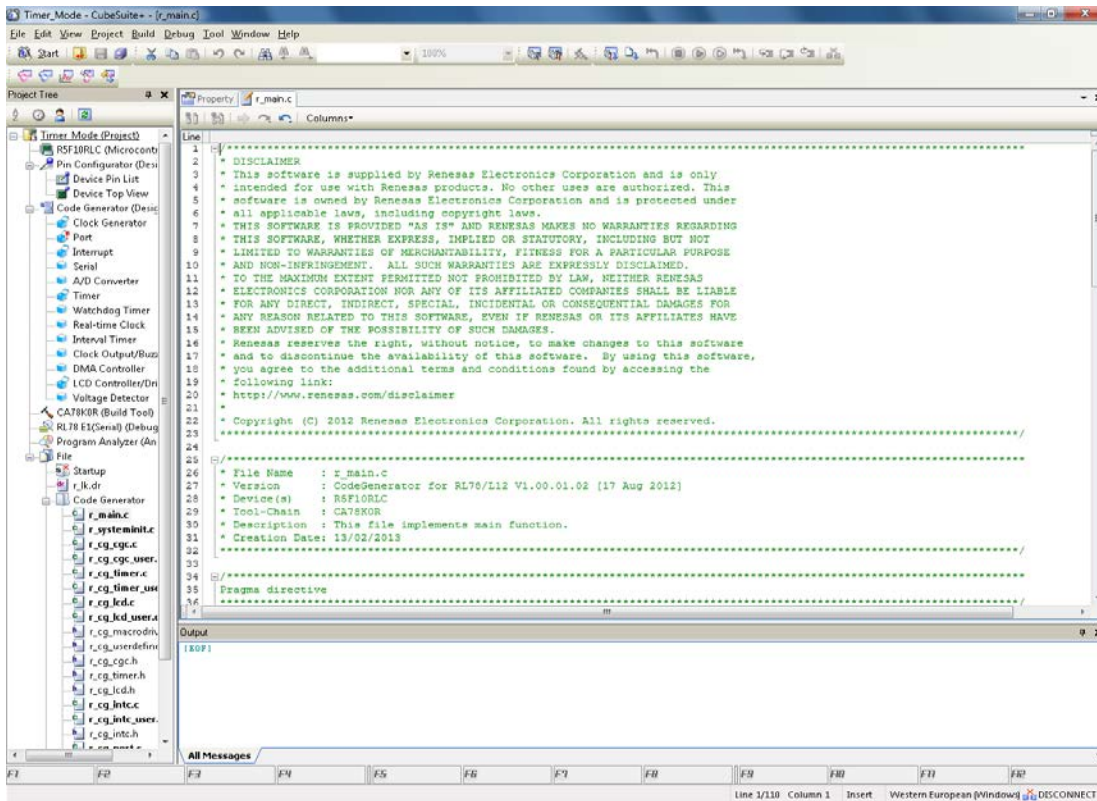 Timer_Mode - CubeSuite+ - [r_main.c]
File Edit View Project Build Debug Tool Window Help
Start 100%
Project Tree
Property r_main.c
Columns
Timer_Mode (Project)
R5F10RLC (Microcontr
Pin Configurator (Desi
Device Pin List
Device Top View
Code Generator (Desig
Clock Generator
Port
Interrupt
Serial
A/D Converter
Timer
Watchdog Timer
Real-time Clock
Interval Timer
Clock Output/Buzz
DMA Controller
LCD Controller/Dri
Voltage Detector
CA78K0R (Build Tool)
RL78 E1(Serial) (Debug
Program Analyzer (An
File
Startup
r_lk.dr
Code Generator
r_main.c
r_systeminit.c
r_cg_cgc.c
r_cg_cgc_user.
r_cg_timer.c
r_cg_timer_use
r_cg_lcd.c
r_cg_lcd_user.c
r_cg_macrodriv
r_cg_userdefine
r_cg_cgc.h
r_cg_timer.h
r_cg_lcd.h
r_cg_intc.c
r_cg_intc_user.
r_cg_intc.h
r_cg_port.c
Line
1 /***********************************************************************************************************************
2 * DISCLAIMER
3 * This software is supplied by Renesas Electronics Corporation and is only
4 * intended for use with Renesas products. No other uses are authorized. This
5 * software is owned by Renesas Electronics Corporation and is protected under
6 * all applicable laws, including copyright laws.
7 * THIS SOFTWARE IS PROVIDED "AS IS" AND RENESAS MAKES NO WARRANTIES REGARDING
8 * THIS SOFTWARE, WHETHER EXPRESS, IMPLIED OR STATUTORY, INCLUDING BUT NOT
9 * LIMITED TO WARRANTIES OF MERCHANTABILITY, FITNESS FOR A PARTICULAR PURPOSE
10 * AND NON-INFRINGEMENT. ALL SUCH WARRANTIES ARE EXPRESSLY DISCLAIMED.
11 * TO THE MAXIMUM EXTENT PERMITTED NOT PROHIBITED BY LAW, NEITHER RENESAS
12 * ELECTRONICS CORPORATION NOR ANY OF ITS AFFILIATED COMPANIES SHALL BE LIABLE
13 * FOR ANY DIRECT, INDIRECT, SPECIAL, INCIDENTAL OR CONSEQUENTIAL DAMAGES FOR
14 * ANY REASON RELATED TO THIS SOFTWARE, EVEN IF RENESAS OR ITS AFFILIATES HAVE
15 * BEEN ADVISED OF THE POSSIBILITY OF SUCH DAMAGES.
16 * Renesas reserves the right, without notice, to make changes to this software
17 * and to discontinue the availability of this software. By using this software,
18 * you agree to the additional terms and conditions found by accessing the
19 * following link:
20 * http://www.renesas.com/disclaimer
21 *
22 * Copyright (C) 2012 Renesas Electronics Corporation. All rights reserved.
23 ***********************************************************************************************************************/
24
25 /***********************************************************************************************************************
26 * File Name : r_main.c
27 * Version : CodeGenerator for RL78/L12 V1.00.01.02 [17 Aug 2012]
28 * Device(s) : R5F10RLC
29 * Tool-Chain : CA78K0R
30 * Description : This file implements main function.
31 * Creation Date: 13/02/2013
32 ***********************************************************************************************************************/
33
34 /***********************************************************************************************************************
35 Pragma directive
36 ***********************************************************************************************************************/
Output
[EOF]
All Messages
F1 F2 F3 F4 F5 F6 F7 F8 F9 F10 F11 F12
Line 1/110 Column 1 Insert Western European (Windows) DISCONNECT